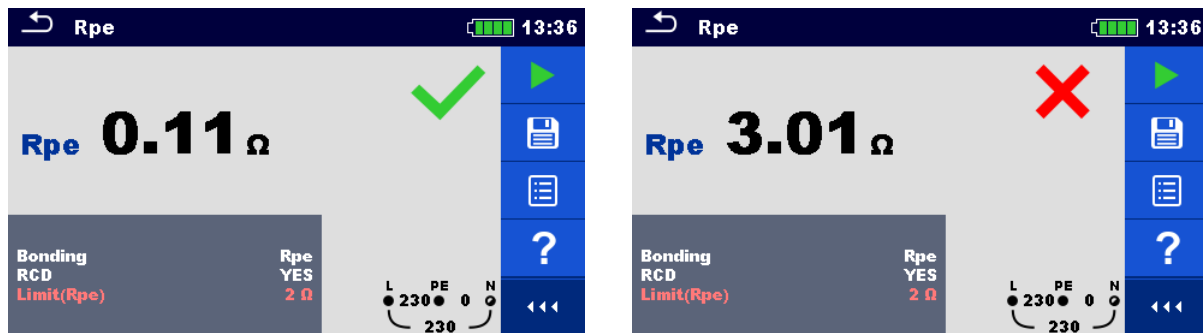 Rpe 13:36
Rpe 0.11 Ω
?
Bonding Rpe
RCD YES
Limit(Rpe) 2 Ω
L PE N
230 0
230
Rpe 13:36
Rpe 3.01 Ω
?
Bonding Rpe
RCD YES
Limit(Rpe) 2 Ω
L PE N
230 0
230